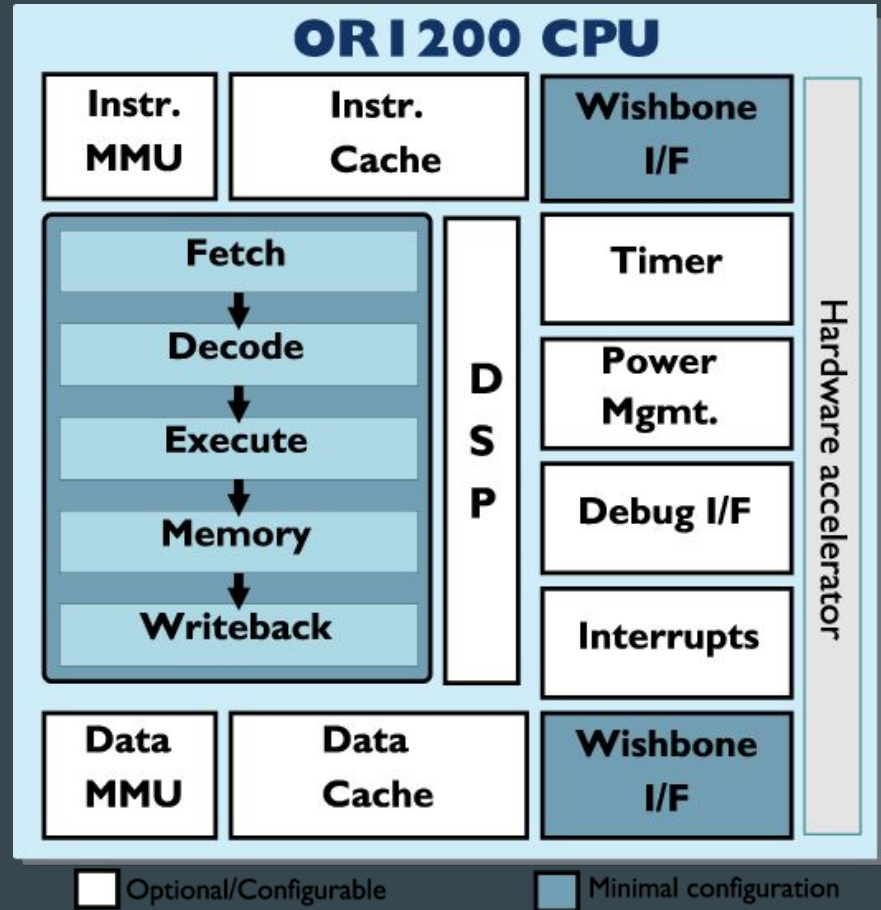 OR1200 CPU
Instr.
MMU
Instr.
Cache
Wishbone
I/F
Fetch
Decode
Execute
Memory
Writeback
D
S
P
Timer
Power
Mgmt.
Debug I/F
Interrupts
Hardware accelerator
Data
MMU
Data
Cache
Wishbone
I/F
Optional/Configurable
Minimal configuration